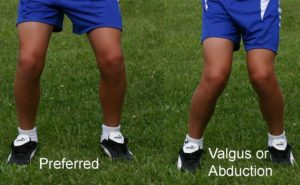 Preferred
Valgus or
Abduction